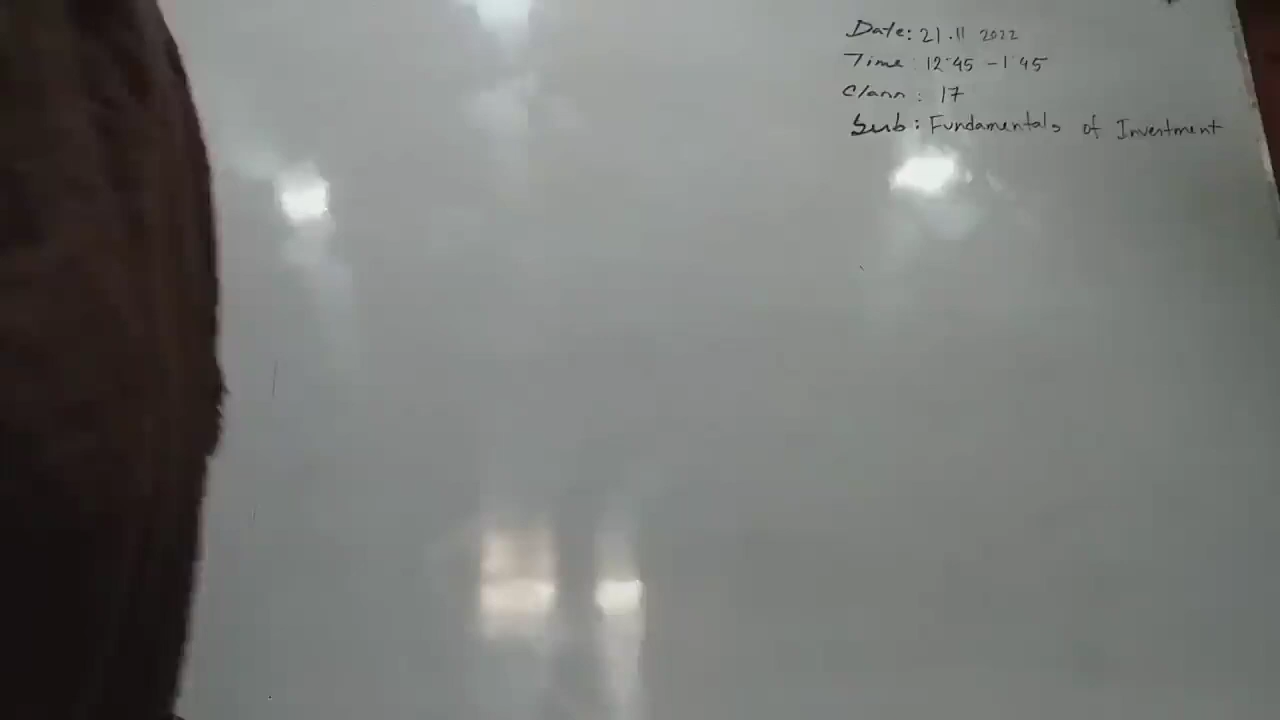 Date: 21.11 2022
Time: 12:45 - 1:45
Class: 17
Sub: Fundamentals of Investment